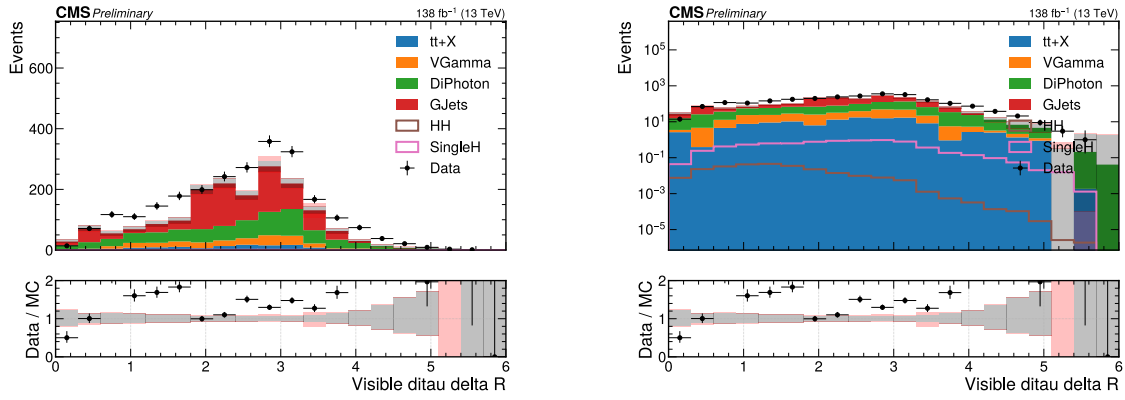 CMS Preliminary 138 fb⁻¹ (13 TeV)
Events
600
400
200
0
tt+X
VGamma
DiPhoton
GJets
HH
SingleH
Data
Data / MC
2
1
0
0 1 2 3 4 5 6
Visible ditau delta R
CMS Preliminary 138 fb⁻¹ (13 TeV)
Events
10⁵
10³
10¹
10⁻¹
10⁻³
10⁻⁵
tt+X
VGamma
DiPhoton
GJets
HH
SingleH
Data
Data / MC
2
1
0
0 1 2 3 4 5 6
Visible ditau delta R